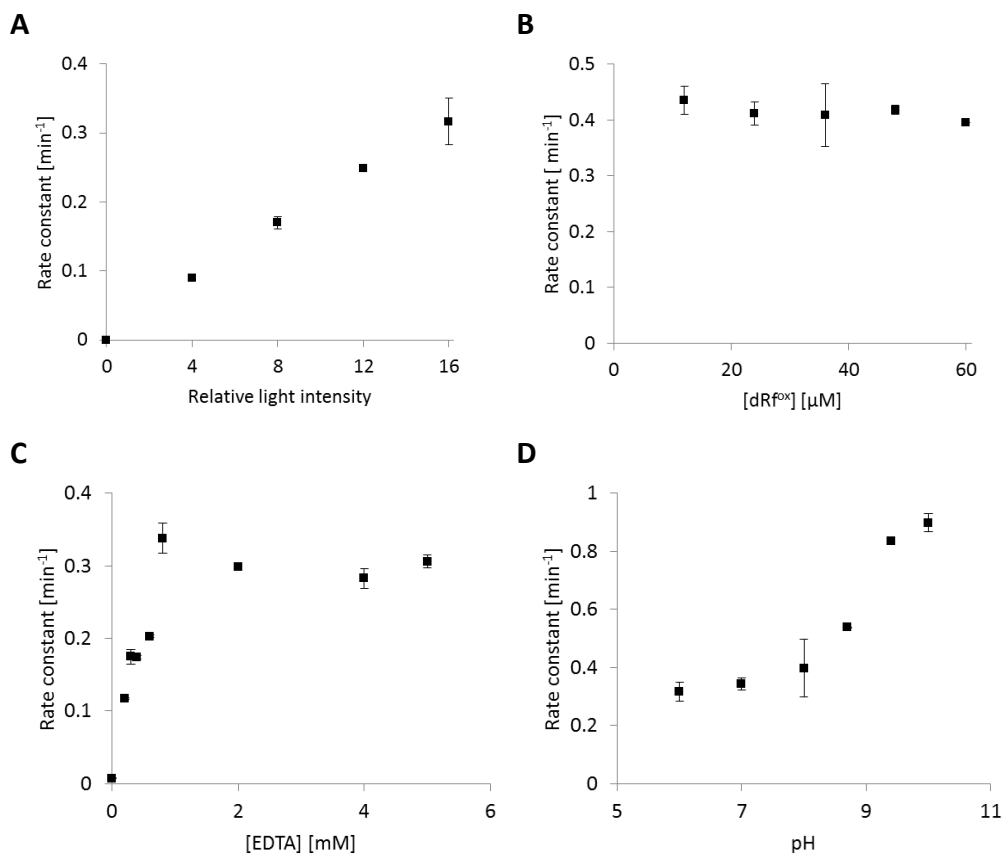 A
Rate constant [min⁻¹]
0.4
0.3
0.2
0.1
0
0 4 8 12 16
Relative light intensity
B
Rate constant [ min⁻¹]
0.5
0.4
0.3
0.2
0.1
0
0 20 40 60
[dRfᵒˣ] [µM]
C
Rate constant [min⁻¹]
0.4
0.3
0.2
0.1
0
0 2 4 6
[EDTA] [mM]
D
Rate constant [min⁻¹]
1
0.8
0.6
0.4
0.2
0
5 7 9 11
pH